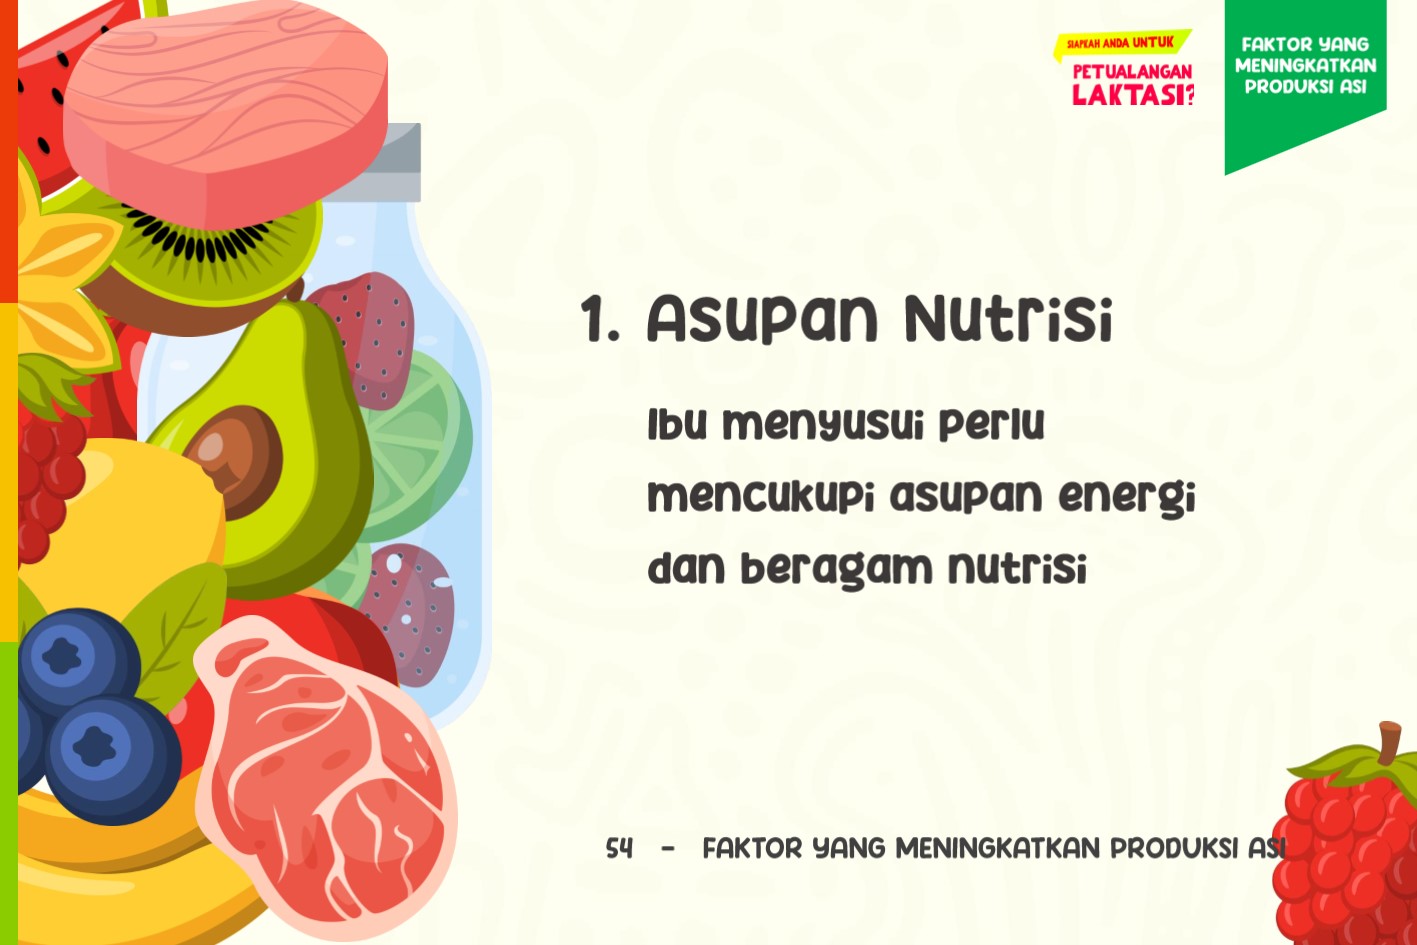 SIAPKAH ANDA UNTUK
PETUALANGAN
LAKTASI?
FAKTOR YANG
MENINGKATKAN
PRODUKSI ASI
1. Asupan Nutrisi
Ibu menyusui perlu
mencukupi asupan energi
dan beragam nutrisi
54 - FAKTOR YANG MENINGKATKAN PRODUKSI ASI